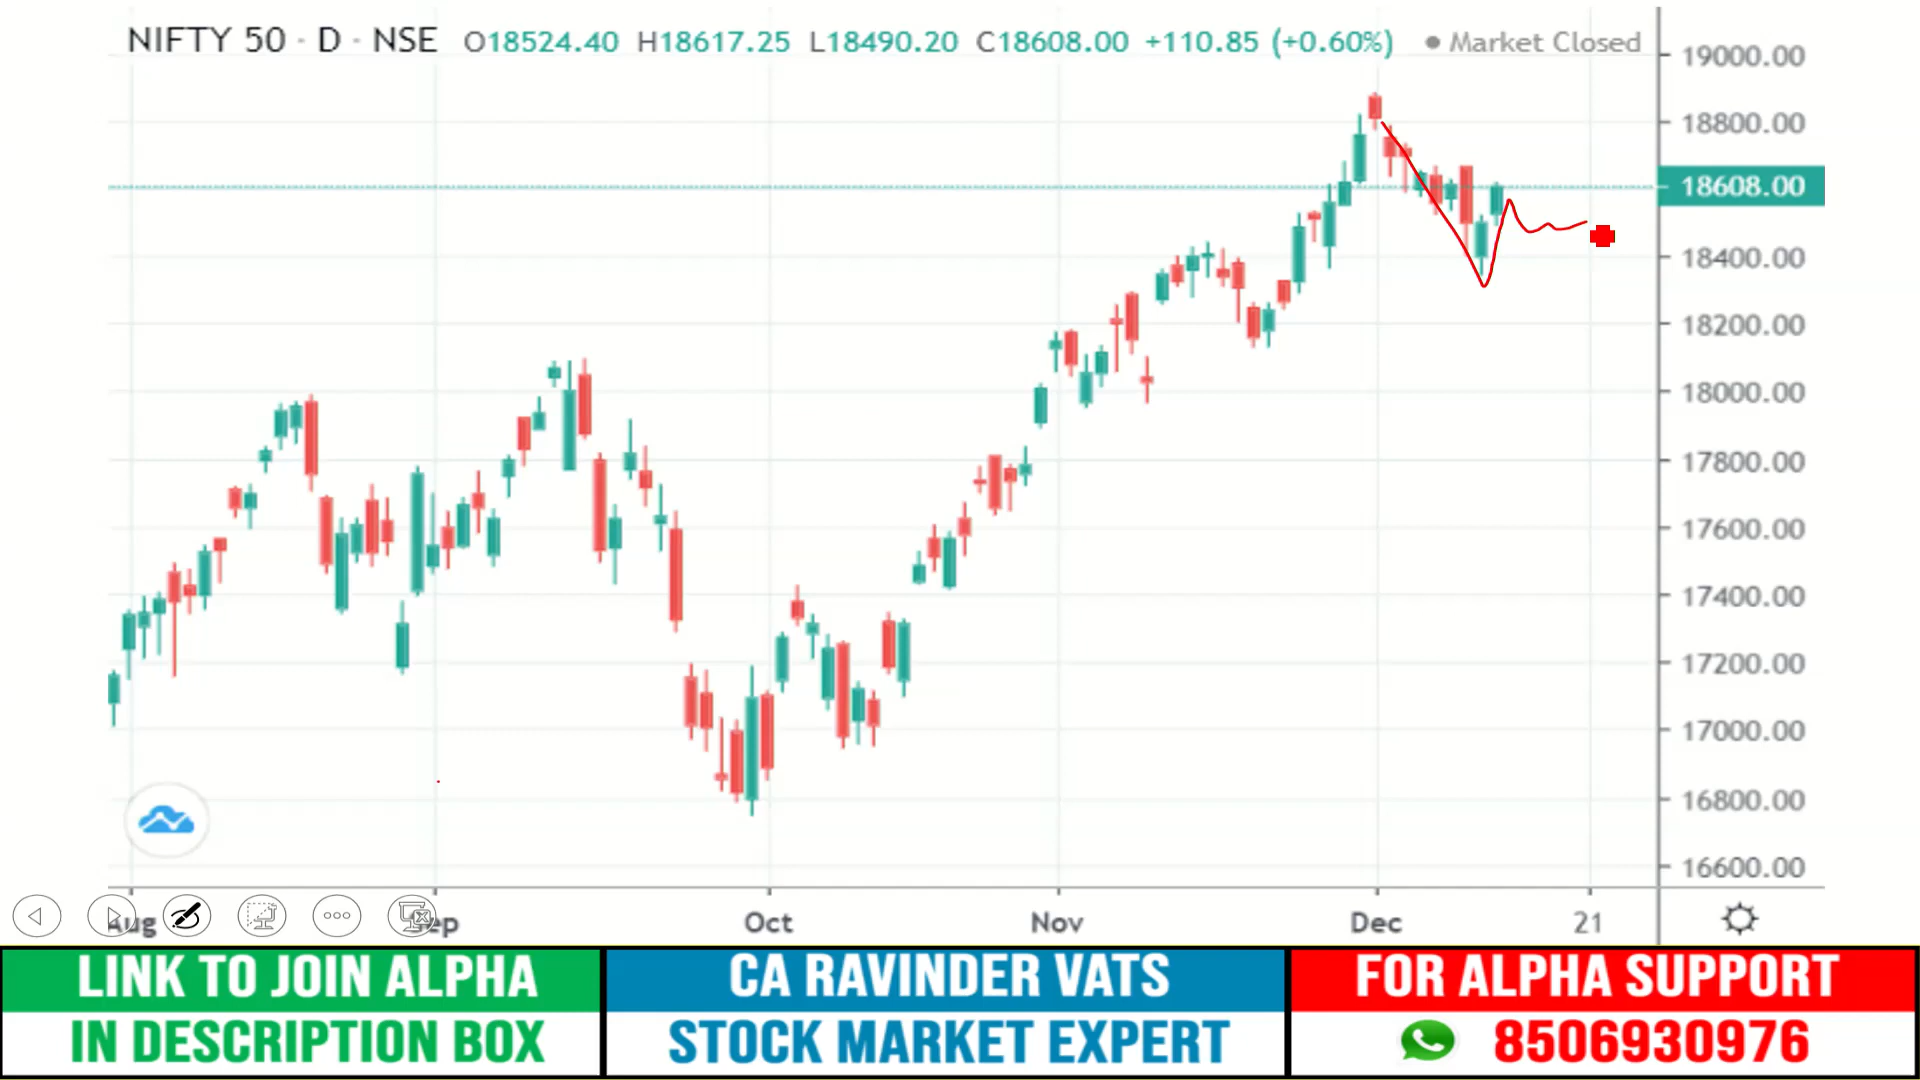 NIFTY 50 · D · NSE O18524.40 H18617.25 L18490.20 C18608.00 +110.85 (+0.60%) Market Closed
19000.00
18800.00
18608.00
18400.00
18200.00
18000.00
17800.00
17600.00
17400.00
17200.00
17000.00
16800.00
16600.00
Aug Sep Oct Nov Dec 21
LINK TO JOIN ALPHA
IN DESCRIPTION BOX
CA RAVINDER VATS
STOCK MARKET EXPERT
FOR ALPHA SUPPORT
8506930976